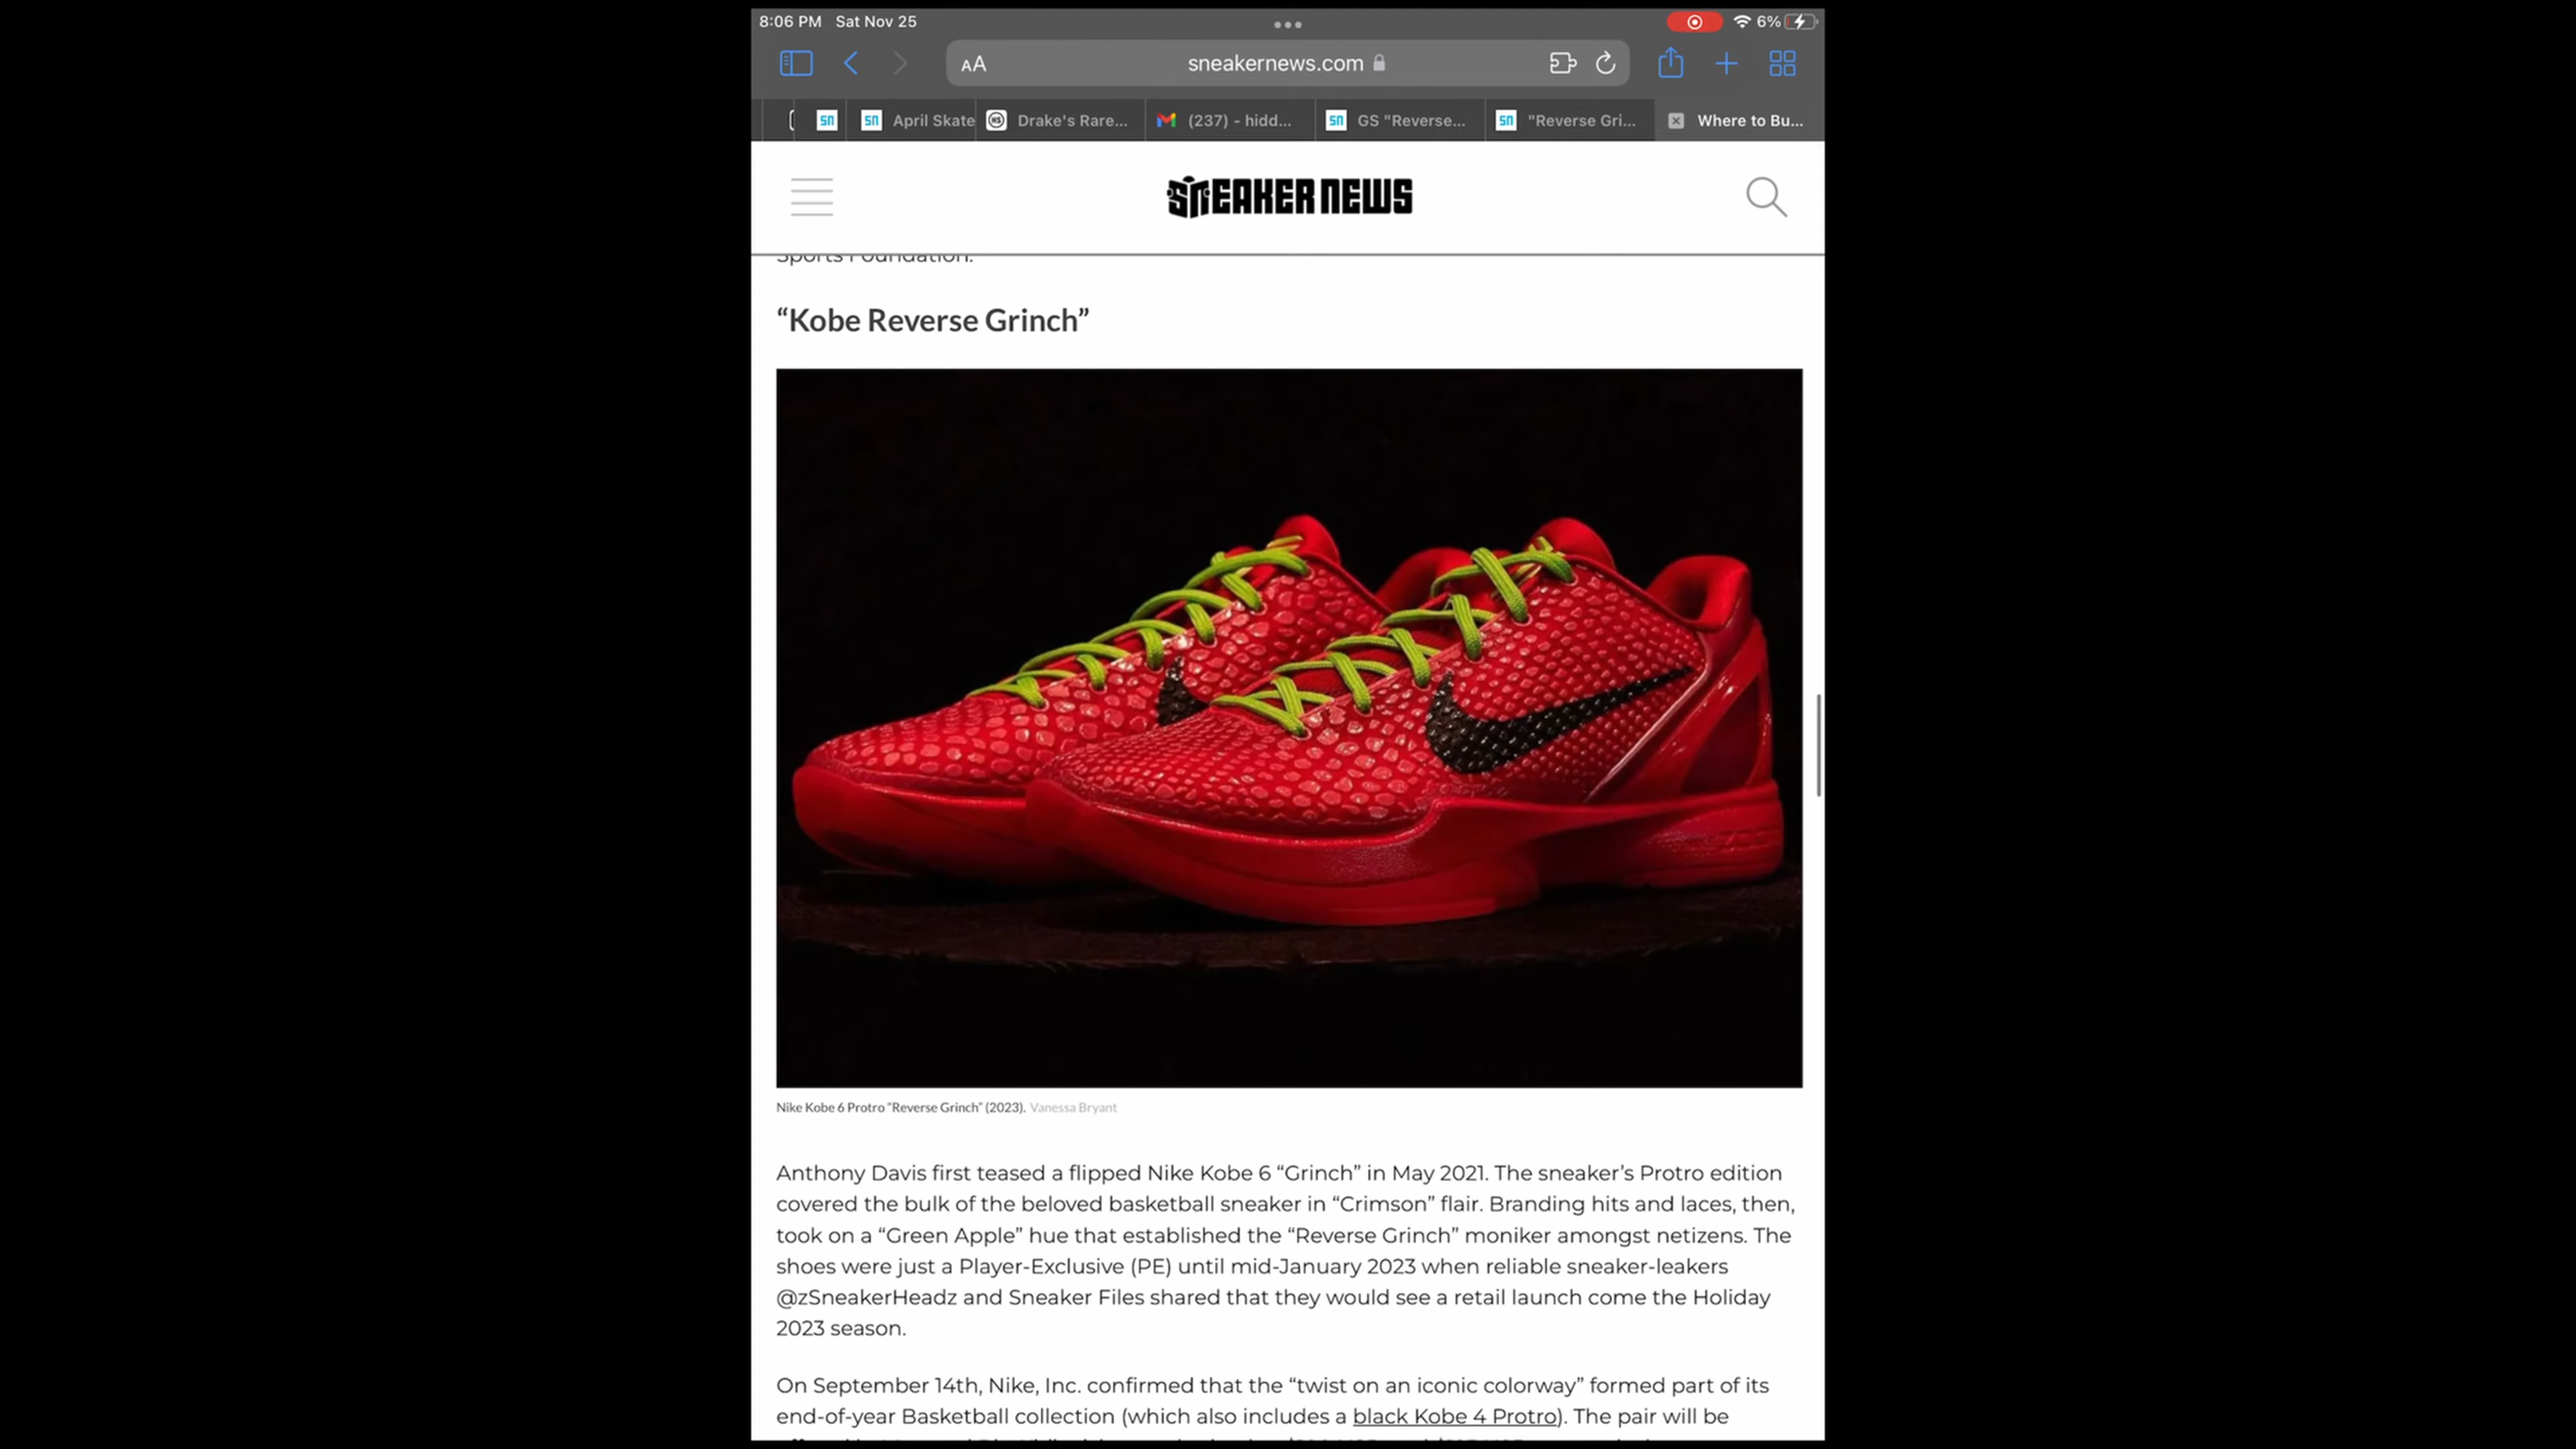 8:06 PM Sat Nov 25
6%
AA sneakernews.com
sn sn April Skate Drake's Rare... (237) - hidd... sn GS "Reverse... sn "Reverse Gri... Where to Bu...
SNEAKER NEWS
Sports Foundation.
“Kobe Reverse Grinch”
Nike Kobe 6 Protro “Reverse Grinch” (2023). Vanessa Bryant
Anthony Davis first teased a flipped Nike Kobe 6 “Grinch” in May 2021. The sneaker’s Protro edition
covered the bulk of the beloved basketball sneaker in “Crimson” flair. Branding hits and laces, then,
took on a “Green Apple” hue that established the “Reverse Grinch” moniker amongst netizens. The
shoes were just a Player-Exclusive (PE) until mid-January 2023 when reliable sneaker-leakers
@zSneakerHeadz and Sneaker Files shared that they would see a retail launch come the Holiday
2023 season.
On September 14th, Nike, Inc. confirmed that the “twist on an iconic colorway” formed part of its
end-of-year Basketball collection (which also includes a black Kobe 4 Protro). The pair will be